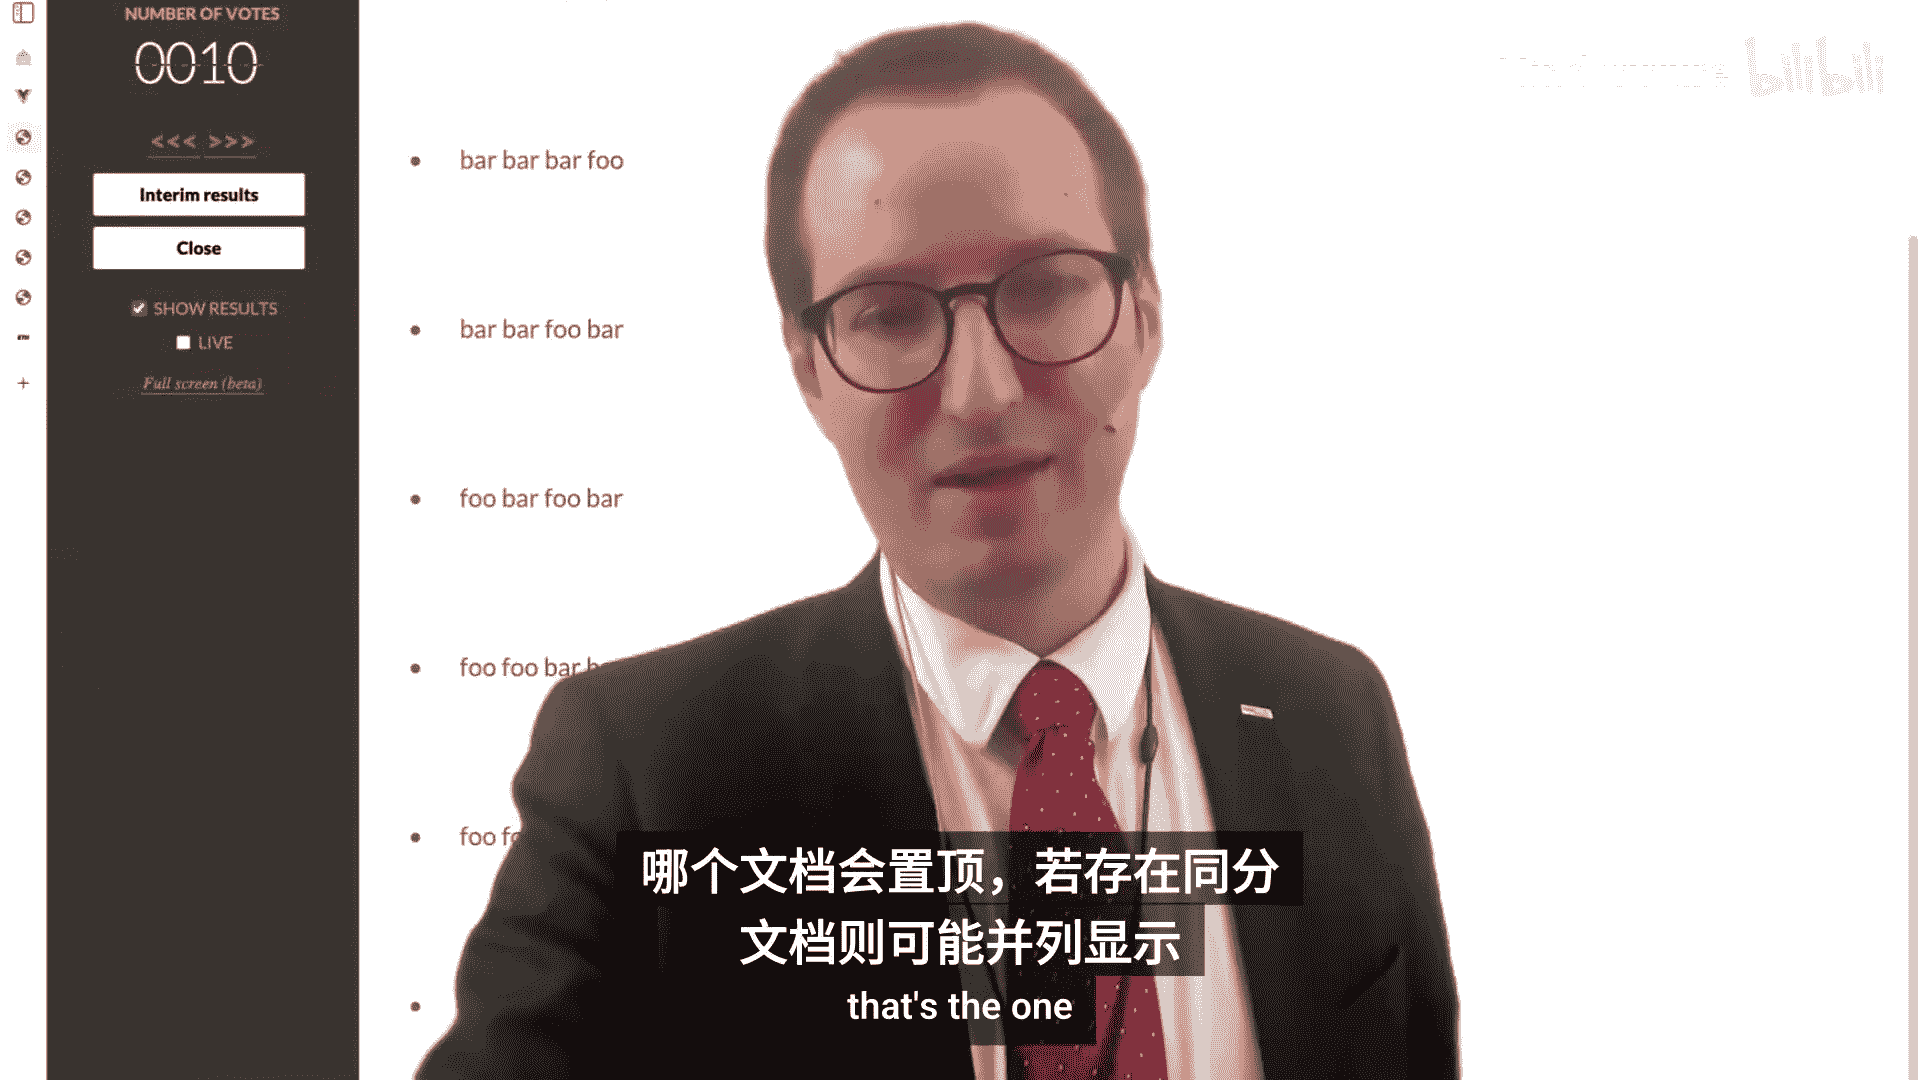 NUMBER OF VOTES
0010
<<< >>>
Interim results
Close
SHOW RESULTS
LIVE
Full screen (beta)
bar bar bar foo
bar bar foo bar
foo bar foo bar
foo foo bar
foo
bilibili
哪个文档会置顶，若存在同分
文档则可能并列显示
that's the one